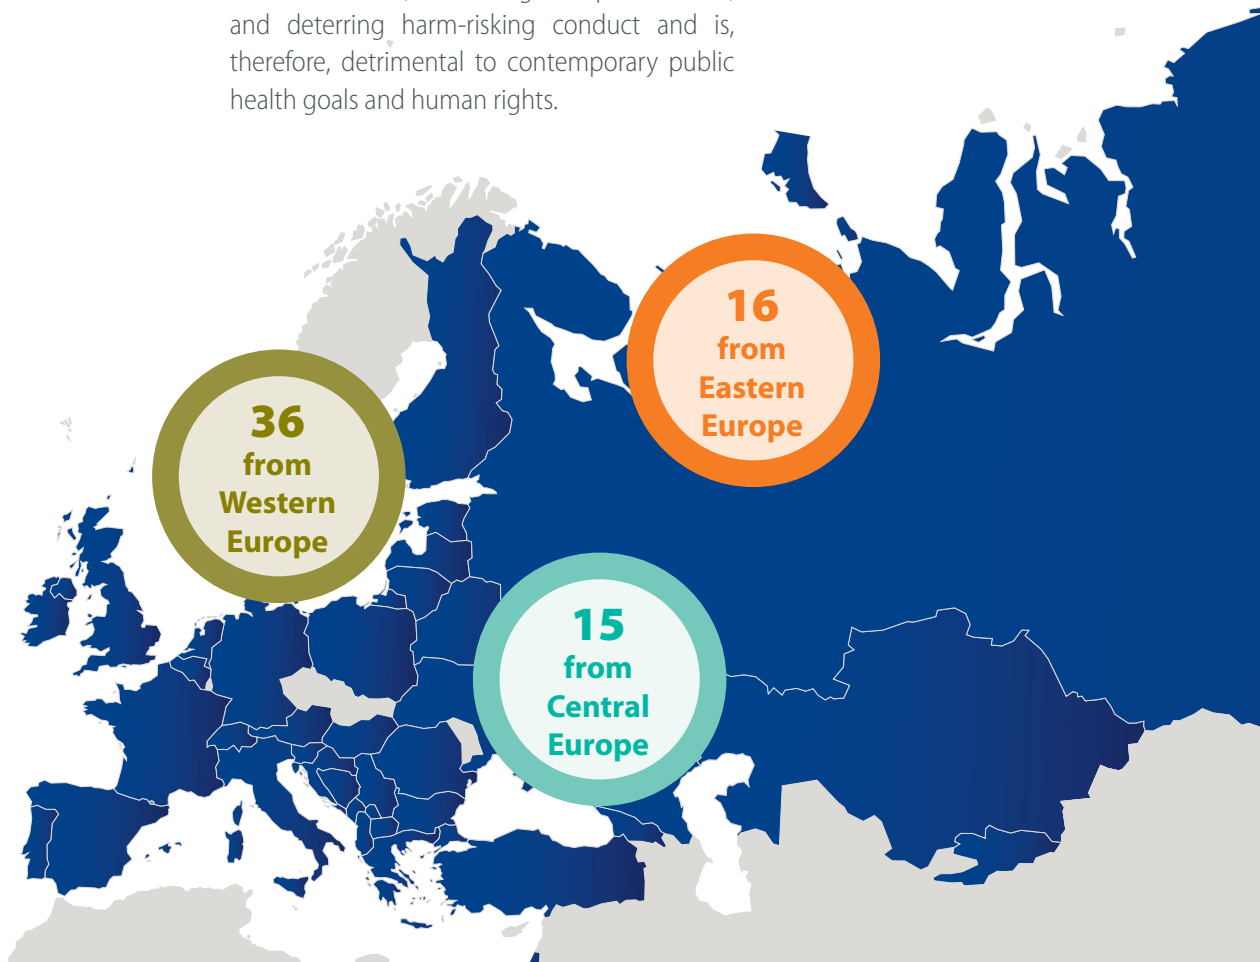 and deterring harm-risking conduct and is,
therefore, detrimental to contemporary public
health goals and human rights.
16
from
Eastern
Europe
36
from
Western
Europe
15
from
Central
Europe